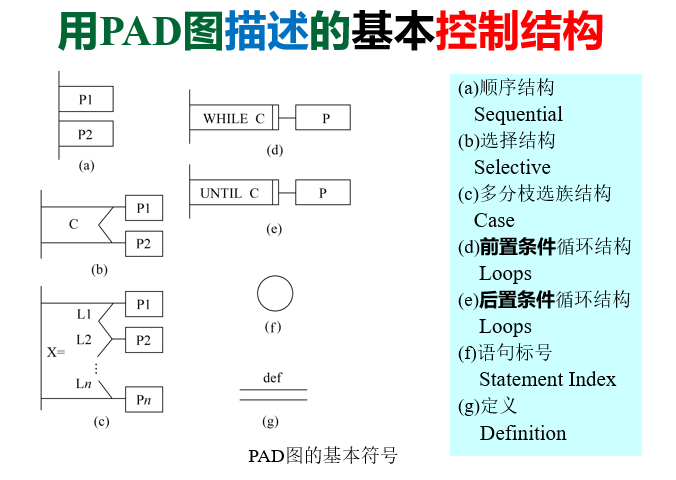 用PAD图描述的基本控制结构
P1
P2
(a)
C
P1
P2
(b)
X=
L1
L2
⋮
Ln
P1
P2
Pn
(c)
WHILE C
P
(d)
UNTIL C
P
(e)
(f)
def
(g)
PAD图的基本符号
(a)顺序结构
Sequential
(b)选择结构
Selective
(c)多分枝选族结构
Case
(d)前置条件循环结构
Loops
(e)后置条件循环结构
Loops
(f)语句标号
Statement Index
(g)定义
Definition